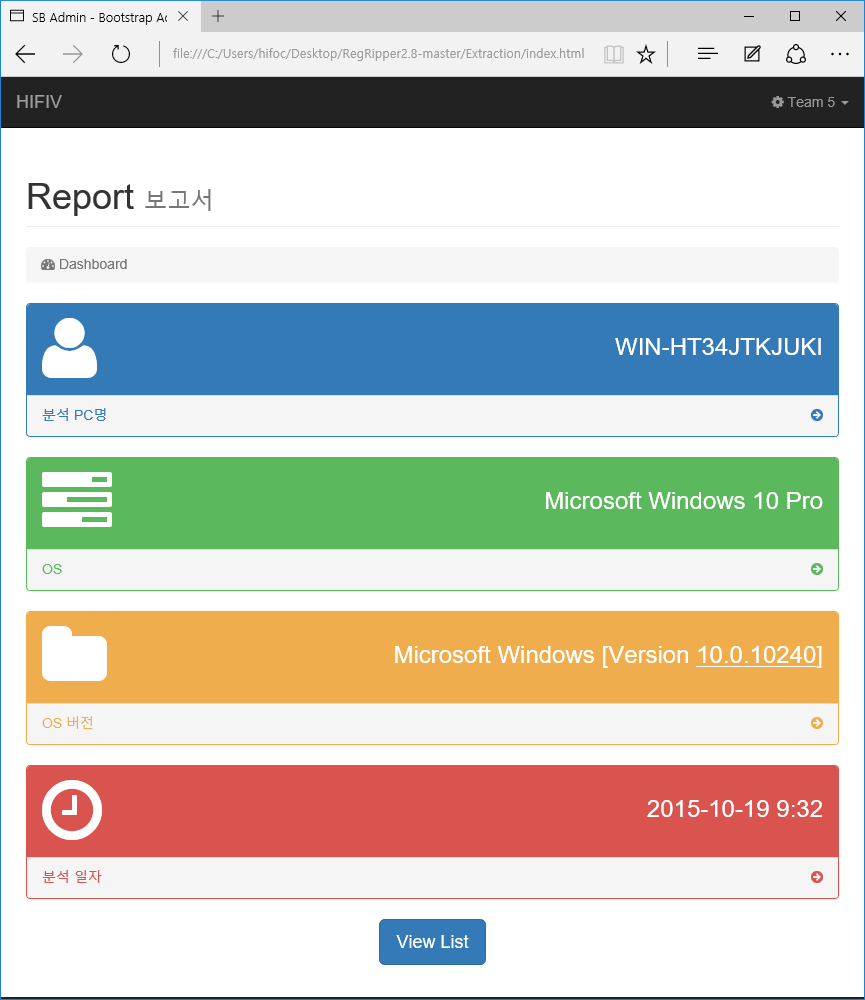 SB Admin - Bootstrap Ad
file:///C:/Users/hifoc/Desktop/RegRipper2.8-master/Extraction/index.html
HIFIV
Team 5
Report 보고서
Dashboard
WIN-HT34JTKJUKI
분석 PC명
Microsoft Windows 10 Pro
OS
Microsoft Windows [Version 10.0.10240]
OS 버전
2015-10-19 9:32
분석 일자
View List